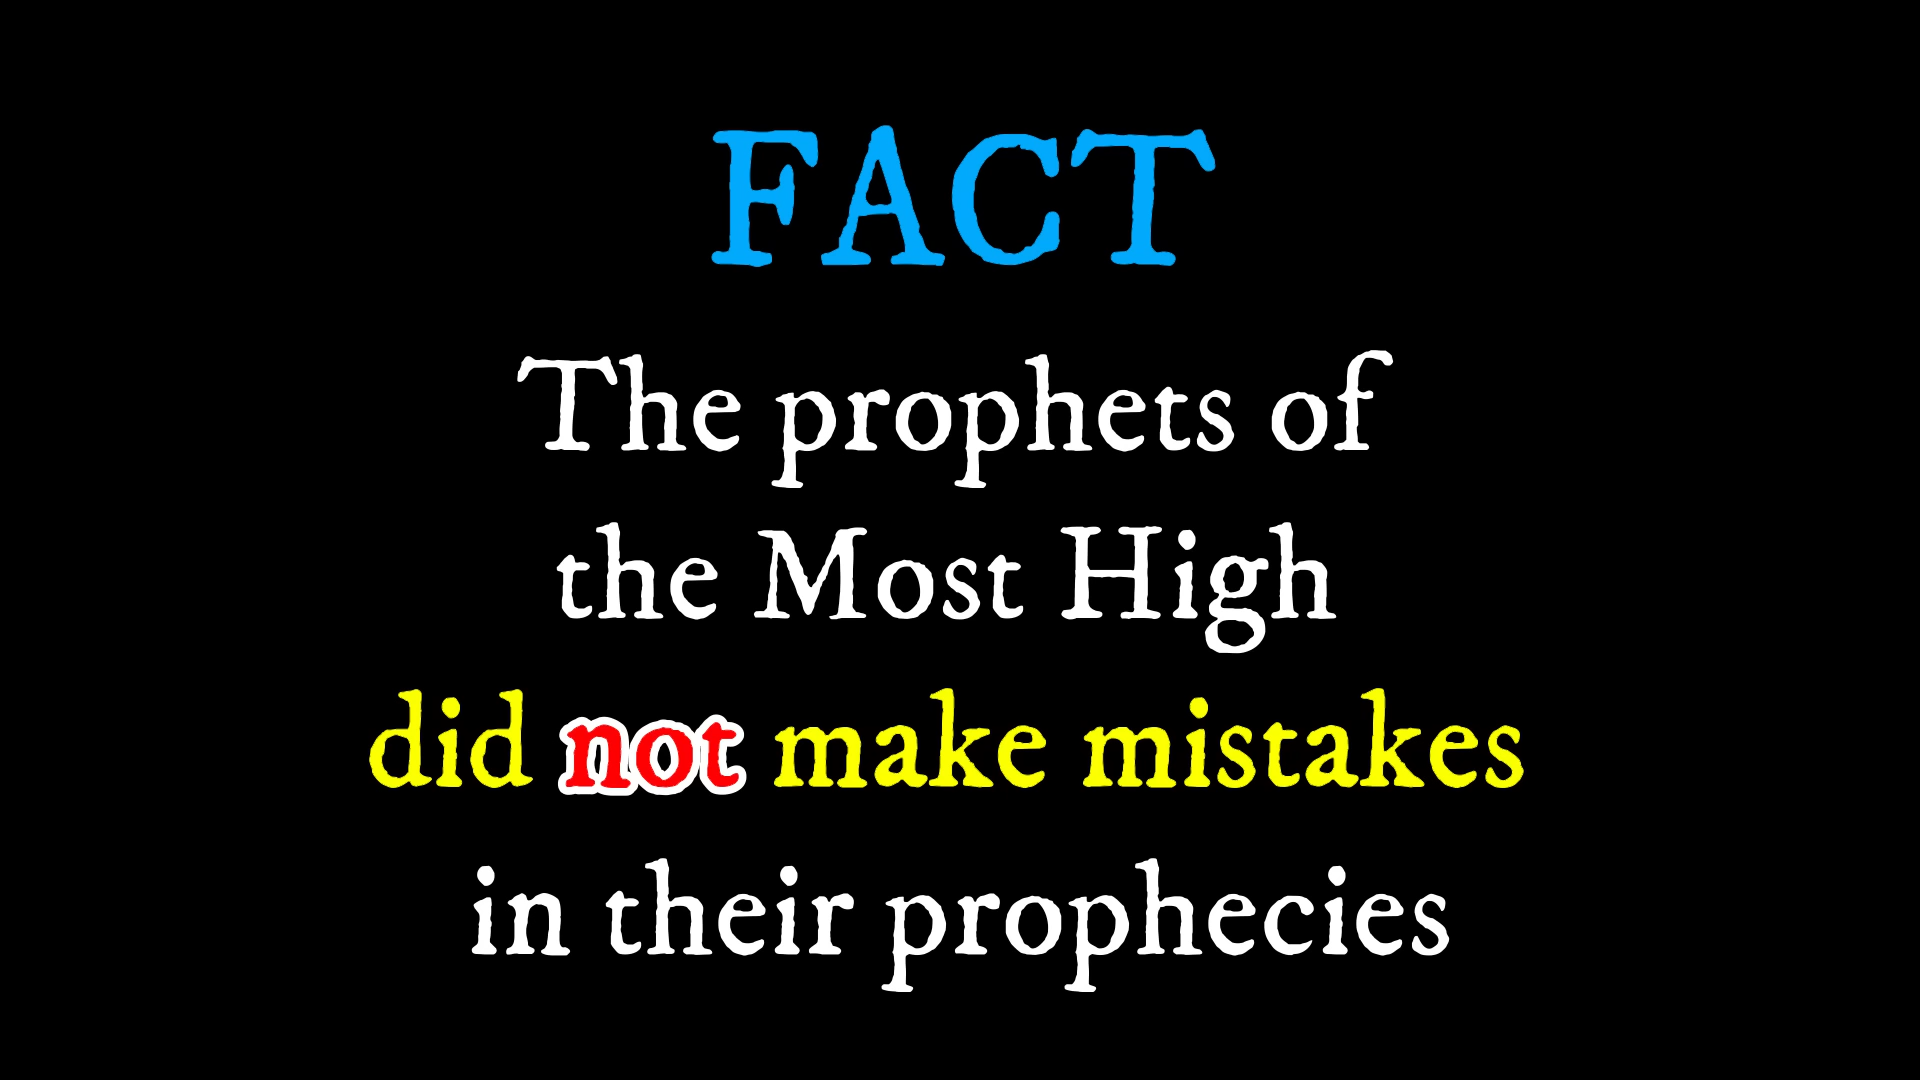 FACT
The prophets of
the Most High
did not make mistakes
in their prophecies